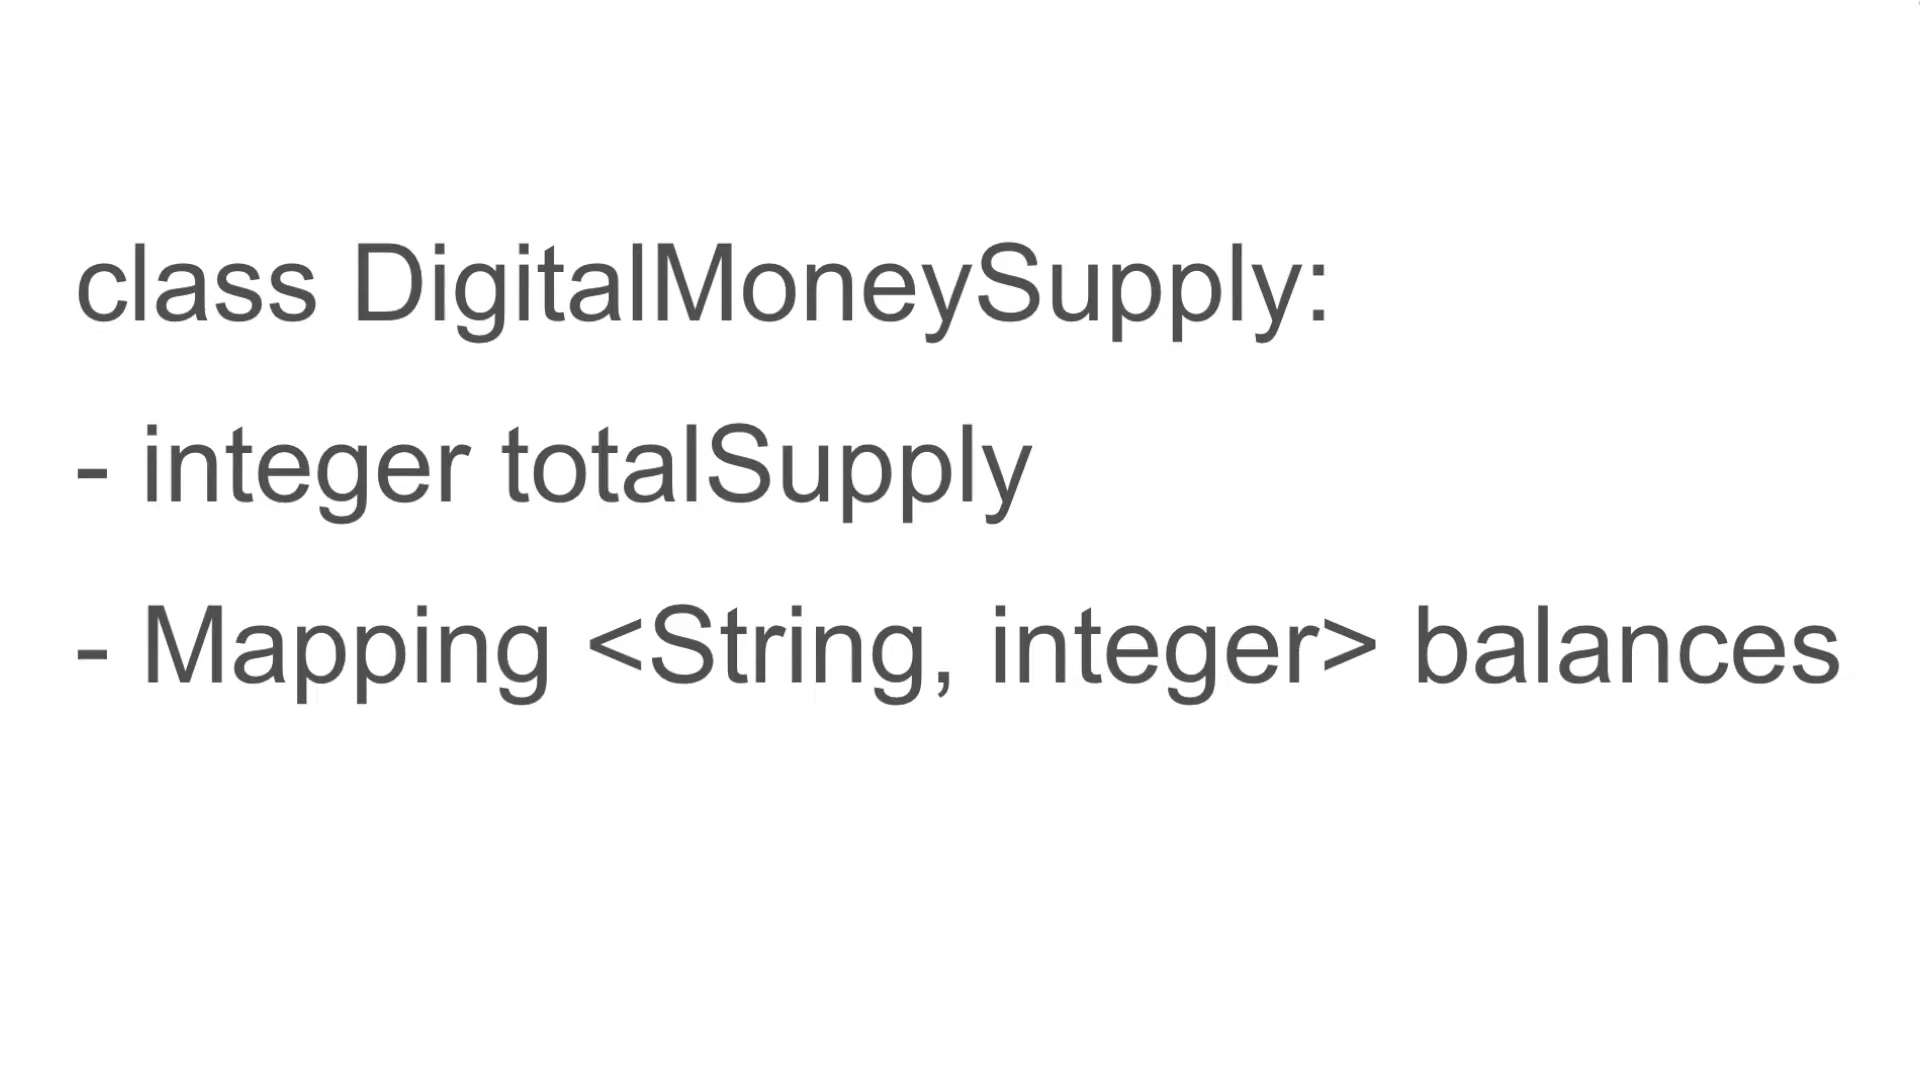 class DigitalMoneySupply:
- integer totalSupply
- Mapping <String, integer> balances